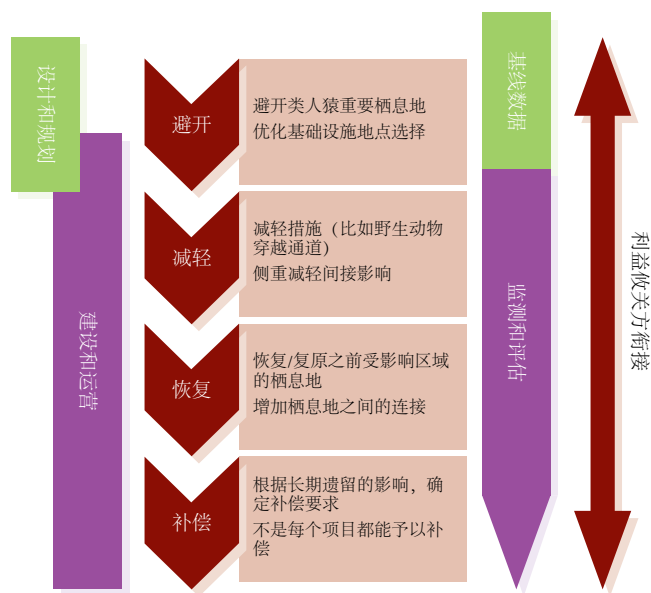 设计和规划
建设和运营
避开
避开类人猿重要栖息地
优化基础设施地点选择
减轻
减轻措施（比如野生动物
穿越通道）
侧重减轻间接影响
恢复
恢复/复原之前受影响区域
的栖息地
增加栖息地之间的连接
补偿
根据长期遗留的影响，确
定补偿要求
不是每个项目都能予以补
偿
基线数据
监测和评估
利益攸关方衔接